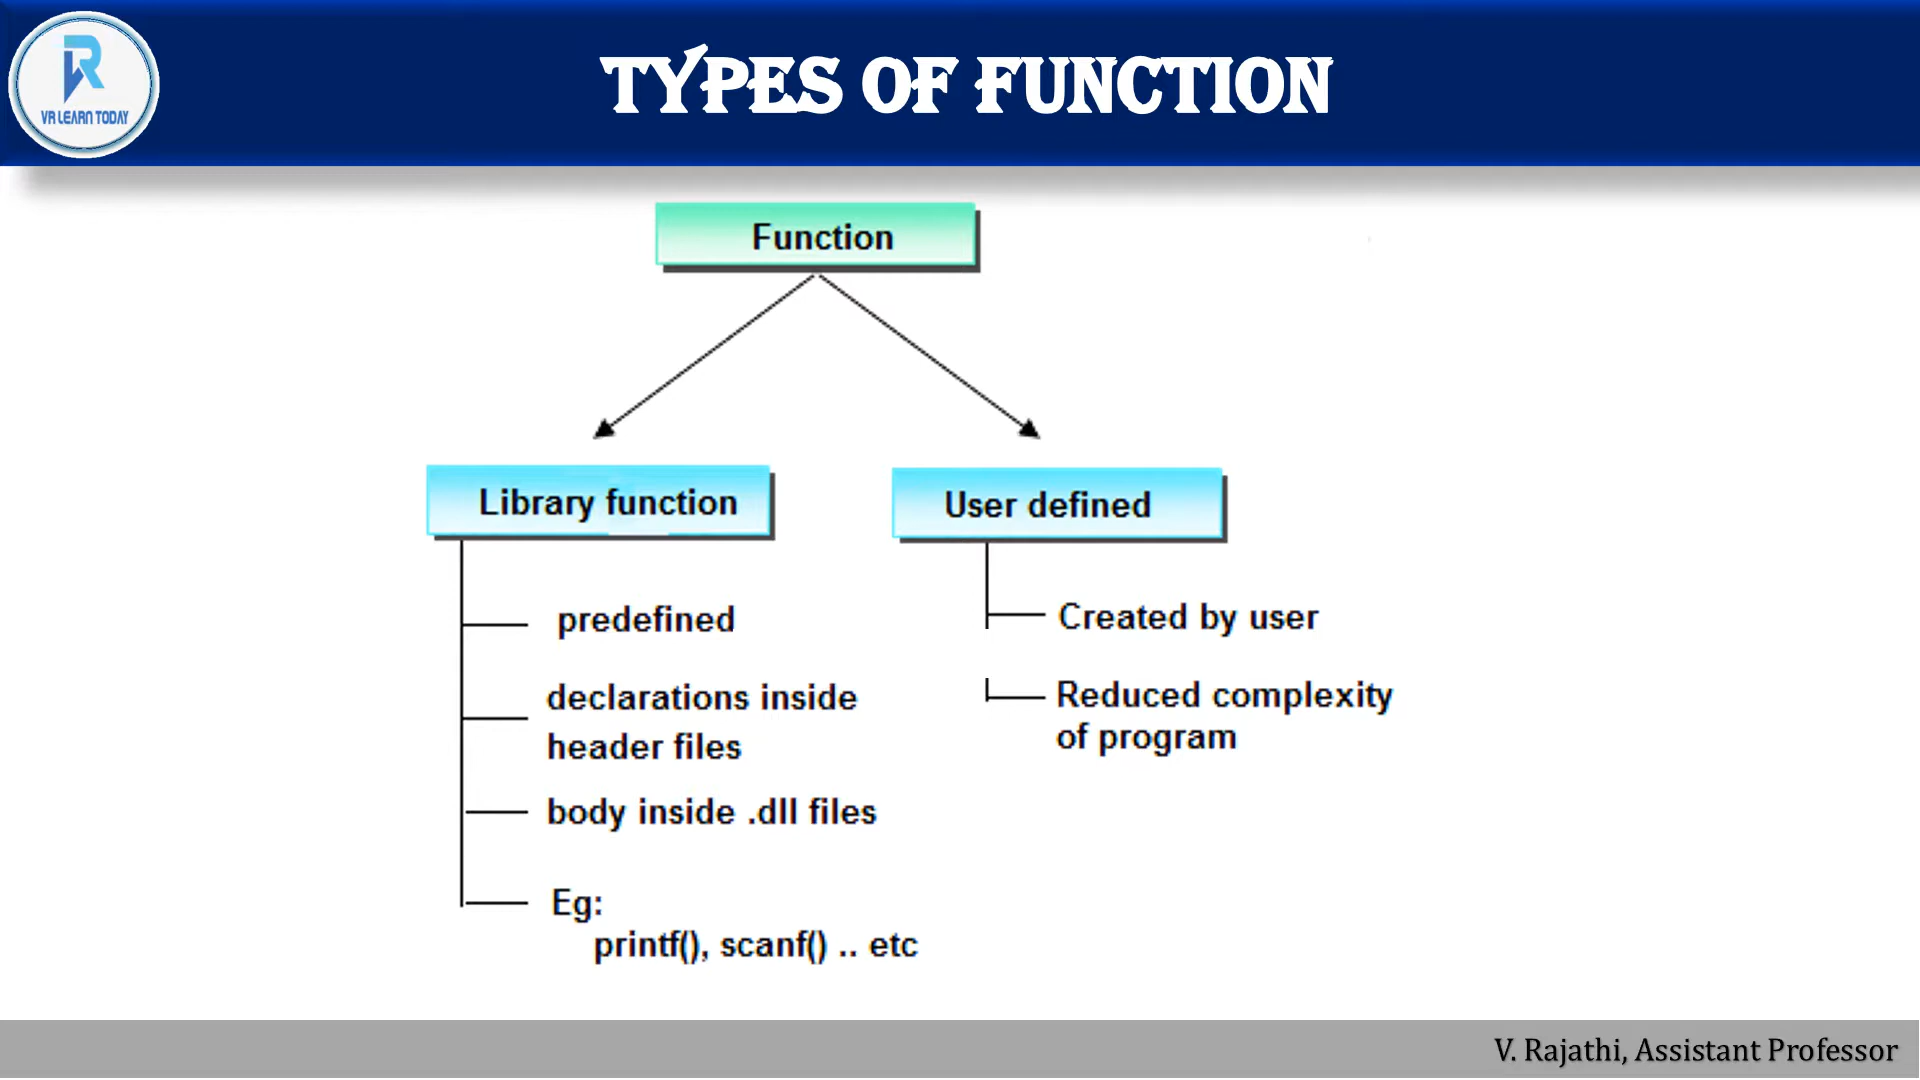 VR LEARN TODAY
TYPES OF FUNCTION
Function
Library function
predefined
declarations inside
header files
body inside .dll files
Eg:
printf(), scanf() .. etc
User defined
Created by user
Reduced complexity
of program
V. Rajathi, Assistant Professor